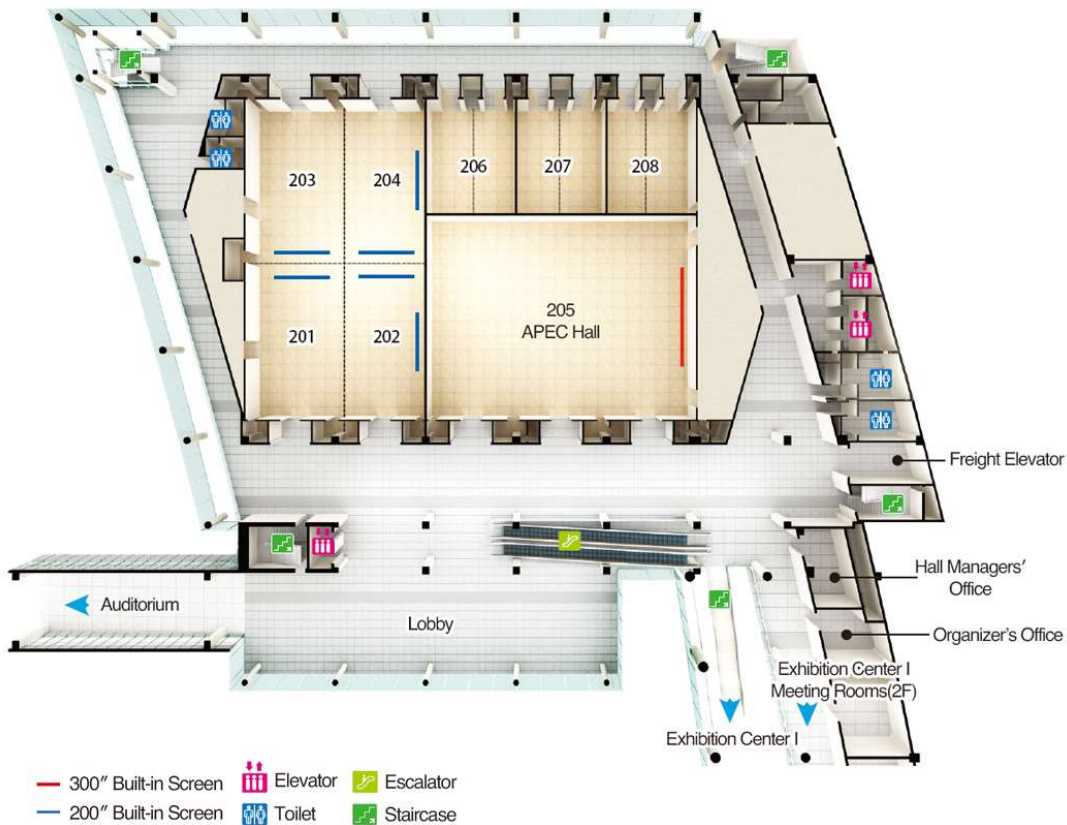 203
204
206
207
208
201
202
205
APEC Hall
Freight Elevator
Hall Managers'
Office
Auditorium
Lobby
Organizer's Office
Exhibition Center I
Meeting Rooms(2F)
Exhibition Center I
300" Built-in Screen
Elevator
Escalator
200" Built-in Screen
Toilet
Staircase